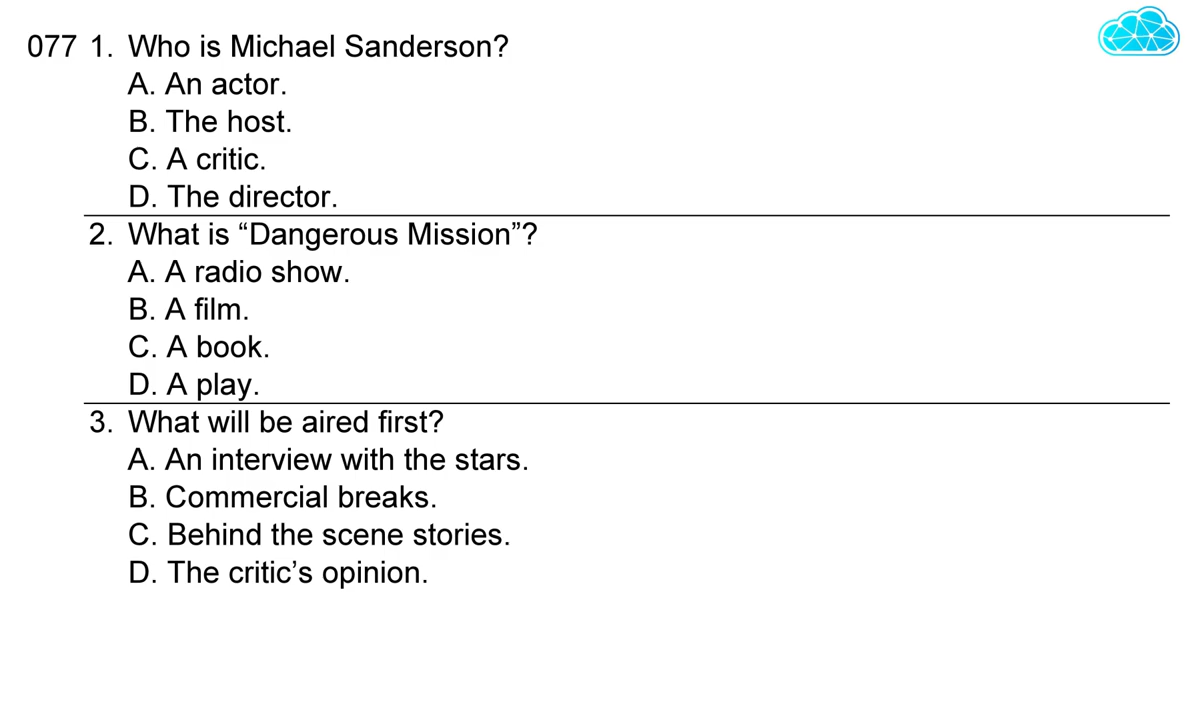 077 1. Who is Michael Sanderson?
A. An actor.
B. The host.
C. A critic.
D. The director.
2. What is “Dangerous Mission”?
A. A radio show.
B. A film.
C. A book.
D. A play.
3. What will be aired first?
A. An interview with the stars.
B. Commercial breaks.
C. Behind the scene stories.
D. The critic’s opinion.